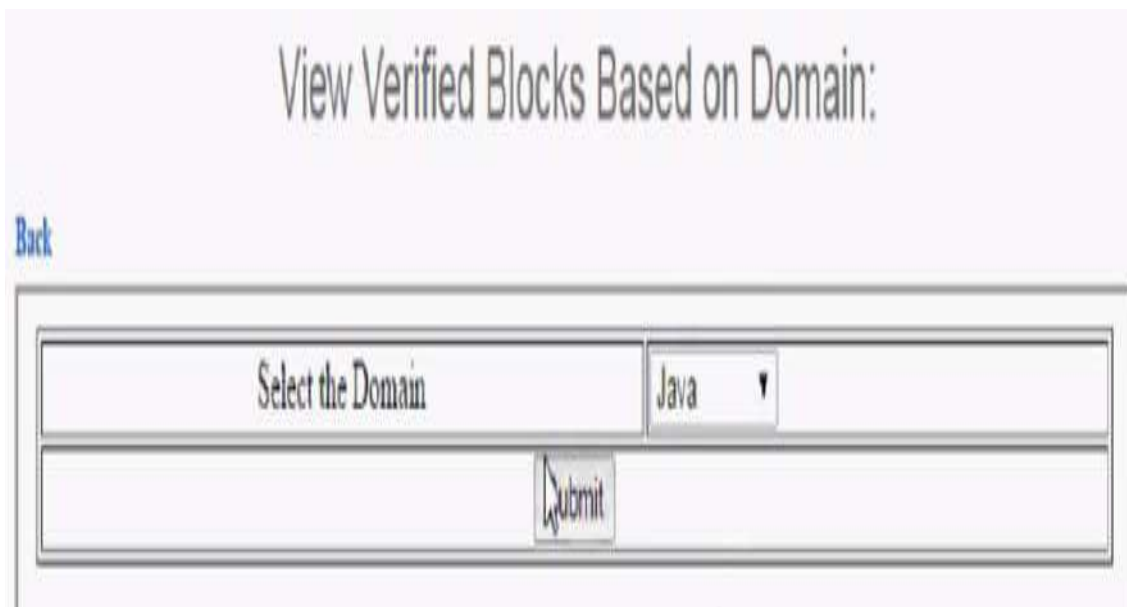 View Verified Blocks Based on Domain:
Back
Select the Domain Java
Submit